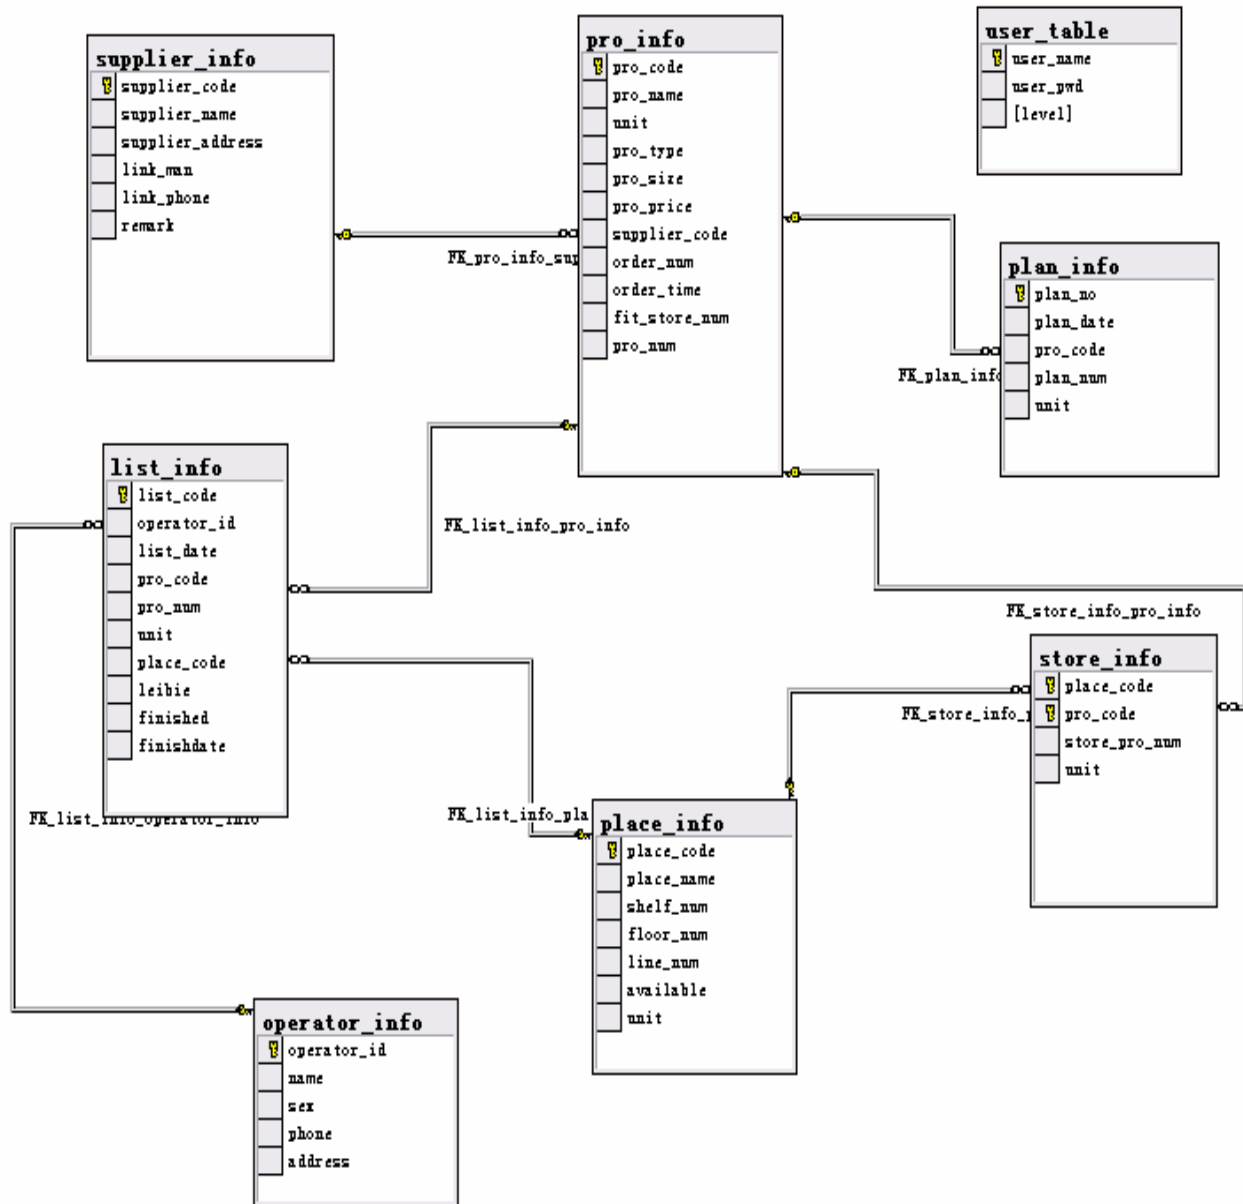 supplier_info
supplier_code
supplier_name
supplier_address
link_man
link_phone
remark
pro_info
pro_code
pro_name
unit
pro_type
pro_size
pro_price
supplier_code
order_num
order_time
fit_store_num
pro_num
user_table
user_name
user_pwd
[level]
FK_pro_info_sup
plan_info
plan_no
plan_date
pro_code
plan_num
unit
FK_plan_info
list_info
list_code
operator_id
list_date
pro_code
pro_num
unit
place_code
leibie
finished
finishdate
FK_list_info_pro_info
FK_store_info_pro_info
store_info
place_code
pro_code
store_pro_num
unit
FK_store_info_p
FK_list_info_operator_info
FK_list_info_pla
place_info
place_code
place_name
shelf_num
floor_num
line_num
available
unit
operator_info
operator_id
name
sex
phone
address